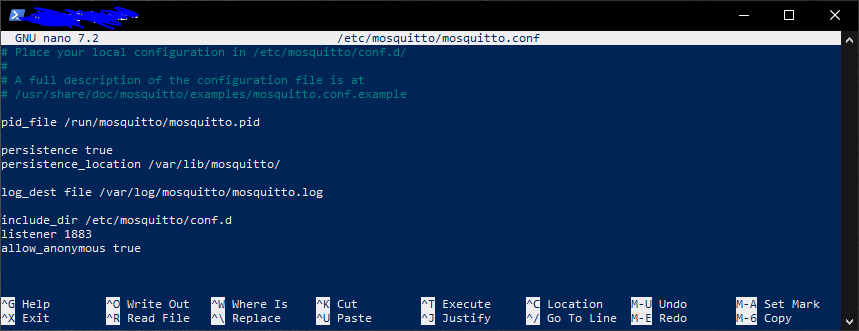 GNU nano 7.2 /etc/mosquitto/mosquitto.conf
# Place your local configuration in /etc/mosquitto/conf.d/
#
# A full description of the configuration file is at
# /usr/share/doc/mosquitto/examples/mosquitto.conf.example
pid_file /run/mosquitto/mosquitto.pid
persistence true
persistence_location /var/lib/mosquitto/
log_dest file /var/log/mosquitto/mosquitto.log
include_dir /etc/mosquitto/conf.d
listener 1883
allow_anonymous true
^G Help ^O Write Out ^W Where Is ^K Cut ^T Execute ^C Location M-U Undo M-A Set Mark
^X Exit ^R Read File ^\ Replace ^U Paste ^J Justify ^/ Go To Line M-E Redo M-6 Copy